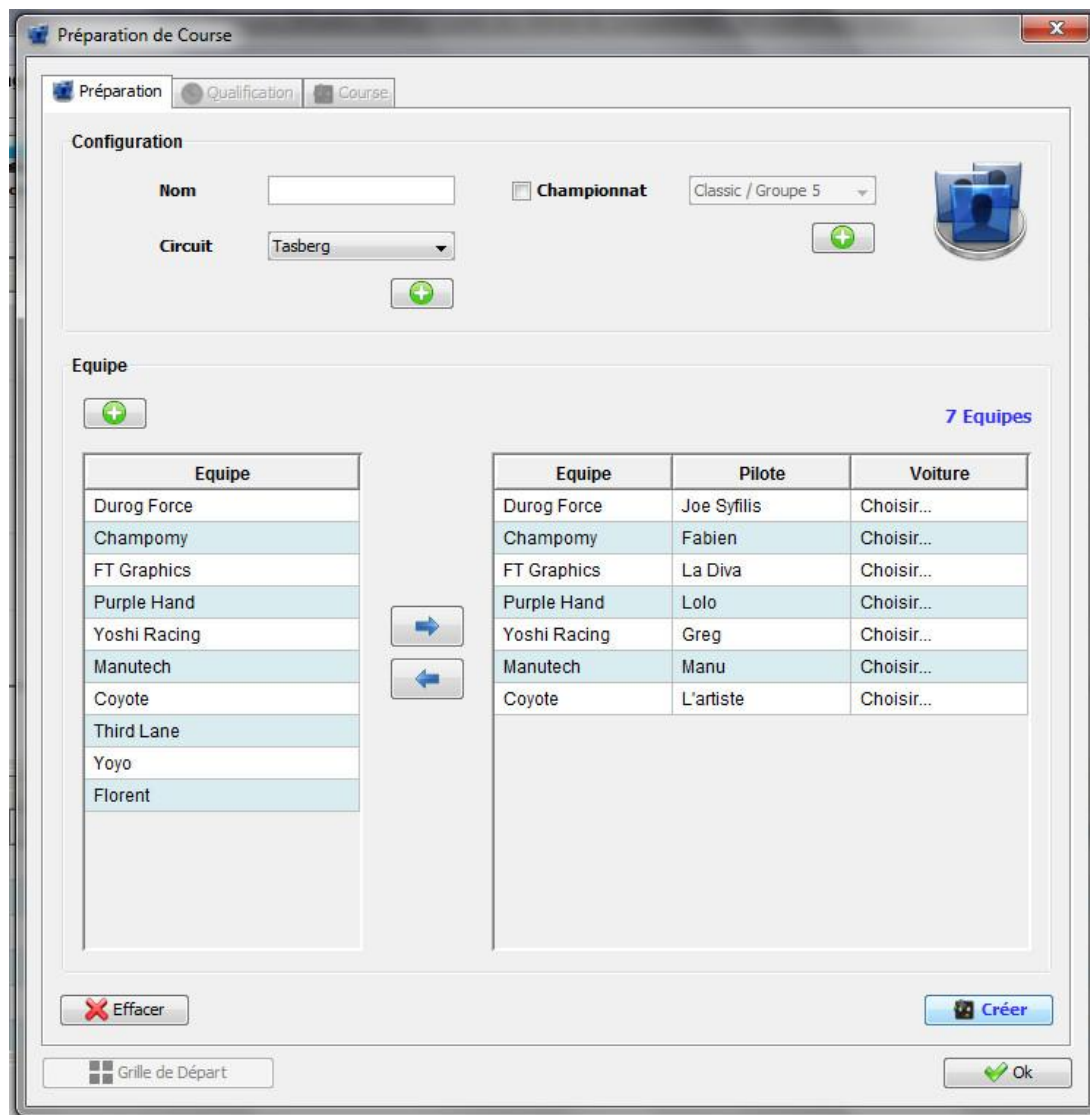 Préparation de Course
Préparation Qualification Course
Configuration
Nom Championnat Classic / Groupe 5
Circuit Tasberg
Equipe
7 Equipes
Equipe
Durog Force
Champomy
FT Graphics
Purple Hand
Yoshi Racing
Manutech
Coyote
Third Lane
Yoyo
Florent
Equipe Pilote Voiture
Durog Force Joe Syfilis Choisir...
Champomy Fabien Choisir...
FT Graphics La Diva Choisir...
Purple Hand Lolo Choisir...
Yoshi Racing Greg Choisir...
Manutech Manu Choisir...
Coyote L'artiste Choisir...
Effacer Créer
Grille de Départ Ok